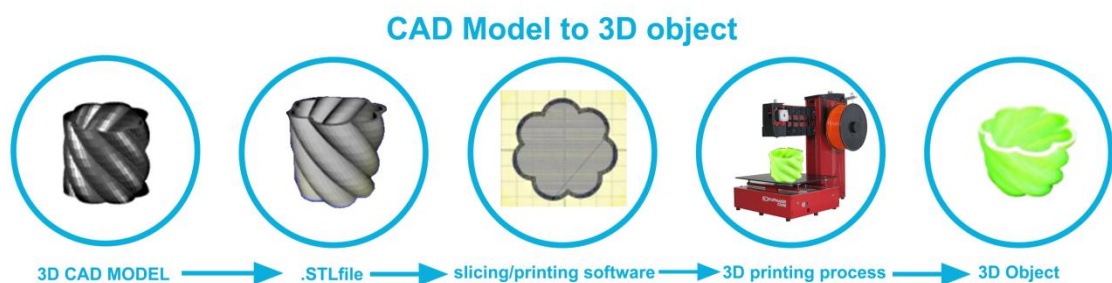 CAD Model to 3D object
3D CAD MODEL
.STLfile
slicing/printing software
3D printing process
3D Object